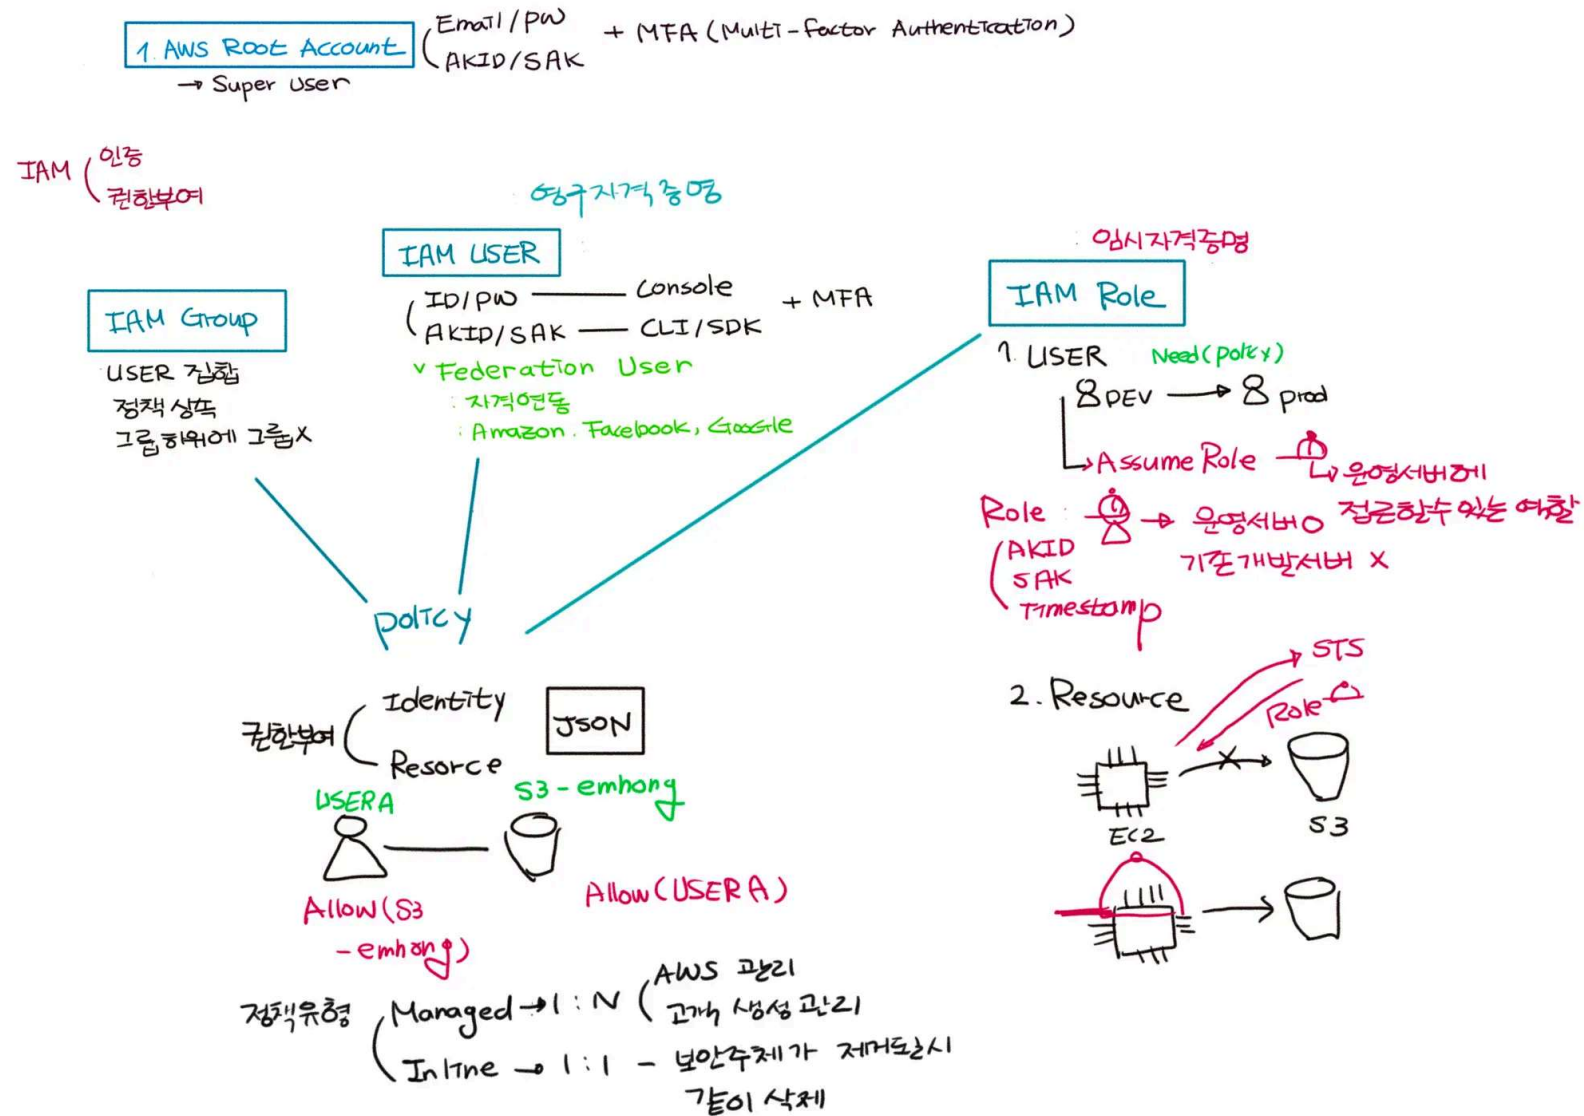 1. AWS Root Account
Email/PW
AKID/SAK
+ MFA (Multi-factor Authentication)
→ Super User
IAM
인증
권한부여
영구자격증명
IAM USER
ID/PW — Console
AKID/SAK — CLI/SDK
+ MFA
v Federation User
: 자격연동
: Amazon. Facebook, GooGle
IAM Group
USER 집합
정책 상속
그룹 하위에 그룹X
: 임시자격증명
IAM Role
1. USER Need(policy)
DEV → prod
→ Assume Role
→ 운영서버에
접근할수 있는 역할
Role :
→ 운영서버O
기존개발서버 X
AKID
SAK
Timestamp
policy
권한부여
Identity
Resorce
JSON
USERA
S3-emhong
Allow(S3
-emhong)
Allow(USERA)
정책유형
Managed → 1:N
AWS 관리
고객 생성 관리
Inline → 1:1 - 보안주체가 제거될시
같이 삭제
2. Resource
STS
Role
X
EC2
S3